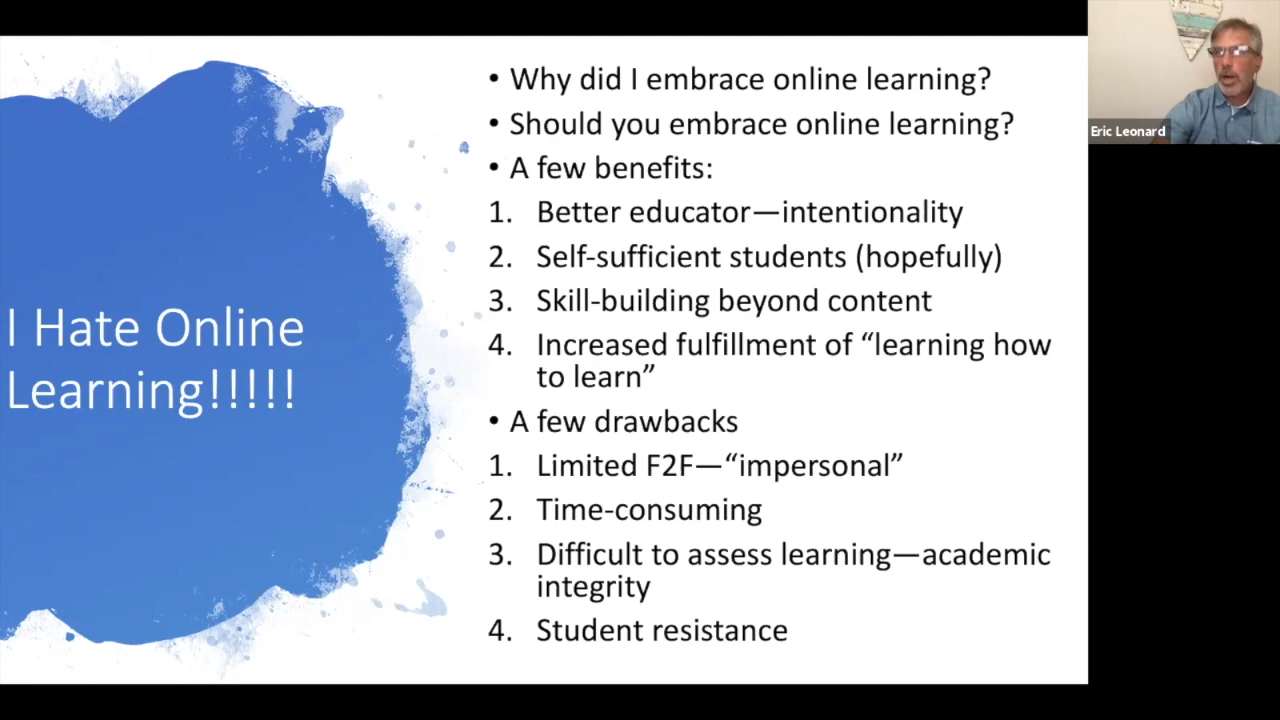 I Hate Online
Learning!!!!!
• Why did I embrace online learning?
• Should you embrace online learning?
• A few benefits:
1. Better educator—intentionality
2. Self-sufficient students (hopefully)
3. Skill-building beyond content
4. Increased fulfillment of “learning how
to learn”
• A few drawbacks
1. Limited F2F—“impersonal”
2. Time-consuming
3. Difficult to assess learning—academic
integrity
4. Student resistance
Eric Leonard